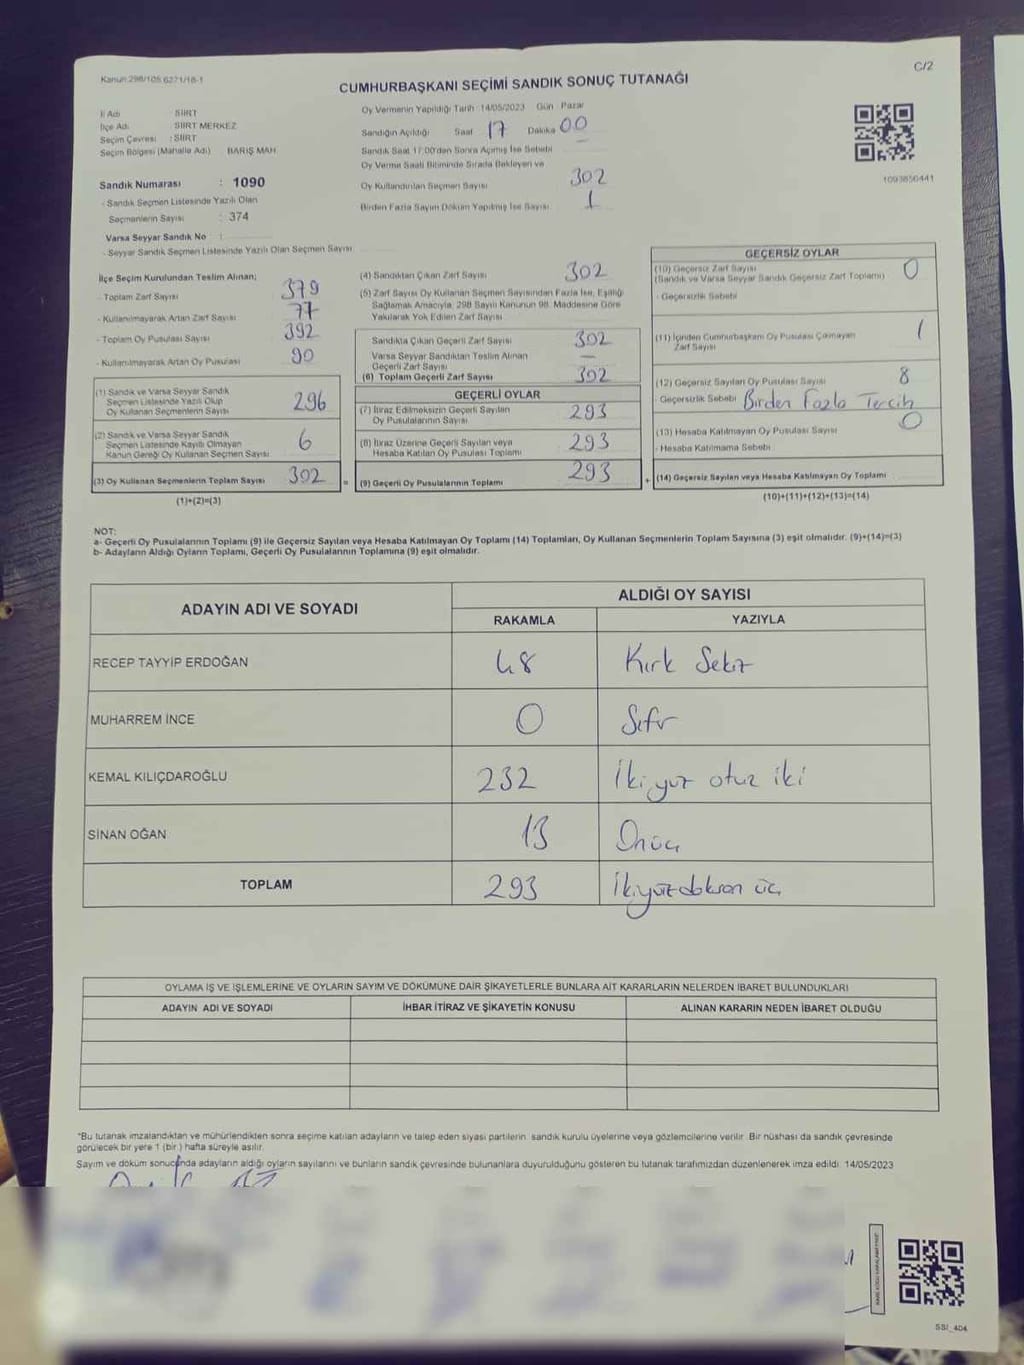 Kanun:298/105 6271/18-1
C/2
CUMHURBAŞKANI SEÇİMİ SANDIK SONUÇ TUTANAĞI
İl Adı : SİİRT
İlçe Adı : SİİRT MERKEZ
Seçim Çevresi : SİİRT
Seçim Bölgesi (Mahalle Adı) BARIŞ MAH.
Sandık Numarası : 1090
- Sandık Seçmen Listesinde Yazılı Olan
Seçmenlerin Sayısı : 374
Varsa Seyyar Sandık No :
- Seyyar Sandık Seçmen Listesinde Yazılı Olan Seçmen Sayısı
Oy Vermenin Yapıldığı Tarih :14/05/2023 Gün : Pazar
Sandığın Açıldığı Saat 17 Dakika 00
Sandık Saat 17:00'den Sonra Açılmış İse Sebebi
Oy Verme Saati Bitiminde Sırada Bekleyen ve
Oy Kullandırılan Seçmen Sayısı 302
Birden Fazla Sayım Döküm Yapılmış İse Sayısı 1
1093850441
İlçe Seçim Kurulundan Teslim Alınan;
- Toplam Zarf Sayısı 379
- Kullanılmayarak Artan Zarf Sayısı 77
- Toplam Oy Pusulası Sayısı 392
- Kullanılmayarak Artan Oy Pusulası 90
(1) Sandık ve Varsa Seyyar Sandık
Seçmen Listesinde Yazılı Olup
Oy Kullanan Seçmenlerin Sayısı 296
(2) Sandık ve Varsa Seyyar Sandık
Seçmen Listesinde Kayıtlı Olmayan
Kanun Gereği Oy Kullanan Seçmen Sayısı 6
(3) Oy Kullanan Seçmenlerin Toplam Sayısı 302 =
(1)+(2)=(3)
(4) Sandıktan Çıkan Zarf Sayısı 302
(5) Zarf Sayısı Oy Kullanan Seçmen Sayısından Fazla İse, Eşitliği
Sağlamak Amacıyla, 298 Sayılı Kanunun 98. Maddesine Göre
Yakılarak Yok Edilen Zarf Sayısı
Sandıkta Çıkan Geçerli Zarf Sayısı 302
Varsa Seyyar Sandıktan Teslim Alınan
Geçerli Zarf Sayısı —
(6) Toplam Geçerli Zarf Sayısı 302
GEÇERLİ OYLAR
(7) İtiraz Edilmeksizin Geçerli Sayılan
Oy Pusulalarının Sayısı 293
(8) İtiraz Üzerine Geçerli Sayılan veya
Hesaba Katılan Oy Pusulası Toplamı 293
(9) Geçerli Oy Pusulalarının Toplamı 293 +
GEÇERSİZ OYLAR
(10) Geçersiz Zarf Sayısı
(Sandık ve Varsa Seyyar Sandık Geçersiz Zarf Toplamı) 0
- Geçersizlik Sebebi
(11) İçinden Cumhurbaşkanı Oy Pusulası Çıkmayan
Zarf Sayısı 1
(12) Geçersiz Sayılan Oy Pusulası Sayısı 8
- Geçersizlik Sebebi Birden Fazla Tercih
(13) Hesaba Katılmayan Oy Pusulası Sayısı 0
- Hesaba Katılmama Sebebi
(14) Geçersiz Sayılan veya Hesaba Katılmayan Oy Toplamı
(10)+(11)+(12)+(13)=(14)
NOT:
a- Geçerli Oy Pusulalarının Toplamı (9) ile Geçersiz Sayılan veya Hesaba Katılmayan Oy Toplamı (14) Toplamları, Oy Kullanan Seçmenlerin Toplam Sayısına (3) eşit olmalıdır. (9)+(14)=(3)
b- Adayların Aldığı Oyların Toplamı, Geçerli Oy Pusulalarının Toplamına (9) eşit olmalıdır.
ADAYIN ADI VE SOYADI
ALDIĞI OY SAYISI
RAKAMLA YAZIYLA
RECEP TAYYİP ERDOĞAN 48 Kırk Sekiz
MUHARREM İNCE 0 Sıfır
KEMAL KILIÇDAROĞLU 232 İki yüz otuz iki
SİNAN OĞAN 13 Onüç
TOPLAM 293 İkiyüzdoksan üç
OYLAMA İŞ VE İŞLEMLERİNE VE OYLARIN SAYIM VE DÖKÜMÜNE DAİR ŞİKAYETLERLE BUNLARA AİT KARARLARIN NELERDEN İBARET BULUNDUKLARI
ADAYIN ADI VE SOYADI İHBAR İTİRAZ VE ŞİKAYETİN KONUSU ALINAN KARARIN NEDEN İBARET OLDUĞU
*Bu tutanak imzalandıktan ve mühürlendikten sonra seçime katılan adayların ve talep eden siyasi partilerin sandık kurulu üyelerine veya gözlemcilerine verilir. Bir nüshası da sandık çevresinde
görülecek bir yere 1 (bir ) hafta süreyle asılır.
Sayım ve döküm sonucunda adayların aldığı oyların sayılarını ve bunların sandık çevresinde bulunanlara duyurulduğunu gösteren bu tutanak tarafımızdan düzenlenerek imza edildi. 14/05/2023
SSI_404